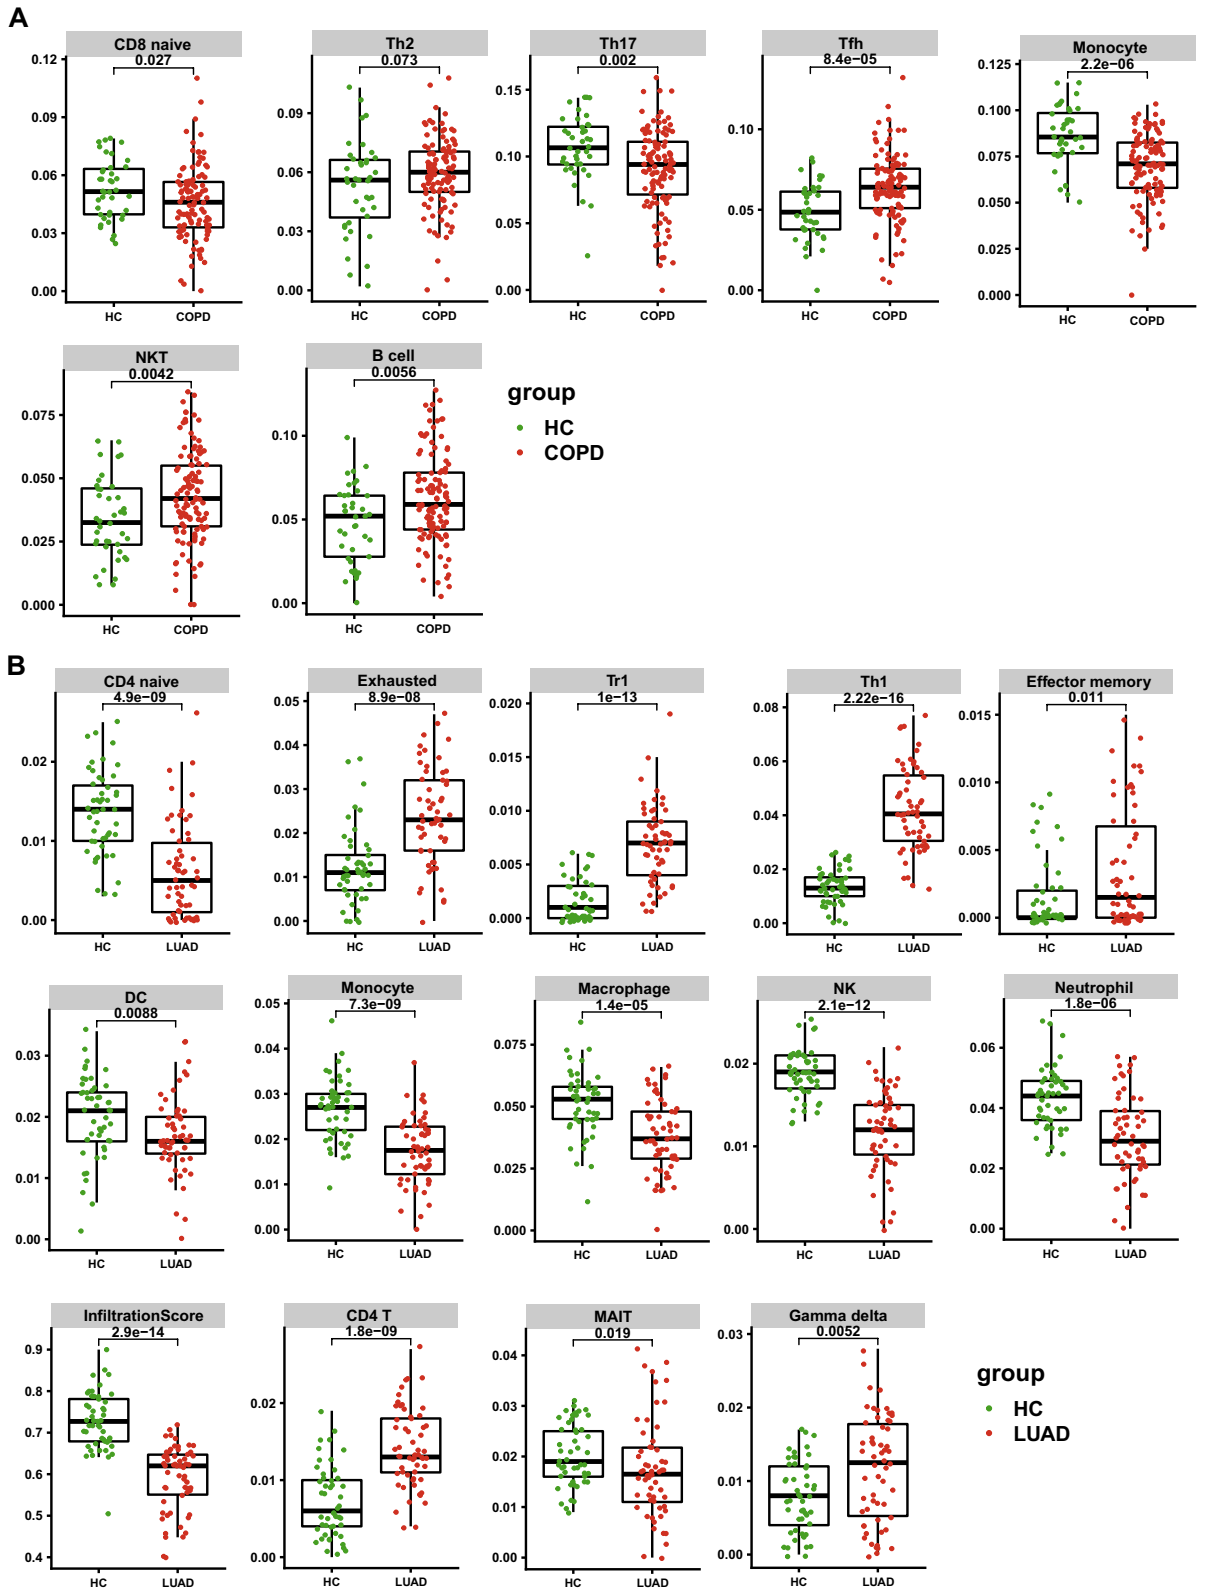 A
CD8 naive
0.027
0.12
0.09
0.06
0.03
0.00
HC
COPD
Th2
0.073
0.09
0.06
0.03
0.00
HC
COPD
Th17
0.002
0.15
0.10
0.05
0.00
HC
COPD
Tfh
8.4e−05
0.10
0.05
0.00
HC
COPD
Monocyte
2.2e−06
0.125
0.100
0.075
0.050
0.025
0.000
HC
COPD
NKT
0.0042
0.075
0.050
0.025
0.000
HC
COPD
B cell
0.0056
0.10
0.05
0.00
HC
COPD
group
HC
COPD
B
CD4 naive
4.9e−09
0.02
0.01
0.00
HC
LUAD
Exhausted
8.9e−08
0.05
0.04
0.03
0.02
0.01
0.00
HC
LUAD
Tr1
1e−13
0.020
0.015
0.010
0.005
0.000
HC
LUAD
Th1
2.22e−16
0.08
0.06
0.04
0.02
0.00
HC
LUAD
Effector memory
0.011
0.015
0.010
0.005
0.000
HC
LUAD
DC
0.0088
0.03
0.02
0.01
0.00
HC
LUAD
Monocyte
7.3e−09
0.05
0.04
0.03
0.02
0.01
0.00
HC
LUAD
Macrophage
1.4e−05
0.075
0.050
0.025
0.000
HC
LUAD
NK
2.1e−12
0.02
0.01
0.00
HC
LUAD
Neutrophil
1.8e−06
0.06
0.04
0.02
0.00
HC
LUAD
InfiltrationScore
2.9e−14
0.9
0.8
0.7
0.6
0.5
0.4
HC
LUAD
CD4 T
1.8e−09
0.02
0.01
0.00
HC
LUAD
MAIT
0.019
0.04
0.03
0.02
0.01
0.00
HC
LUAD
Gamma delta
0.0052
0.03
0.02
0.01
0.00
HC
LUAD
group
HC
LUAD